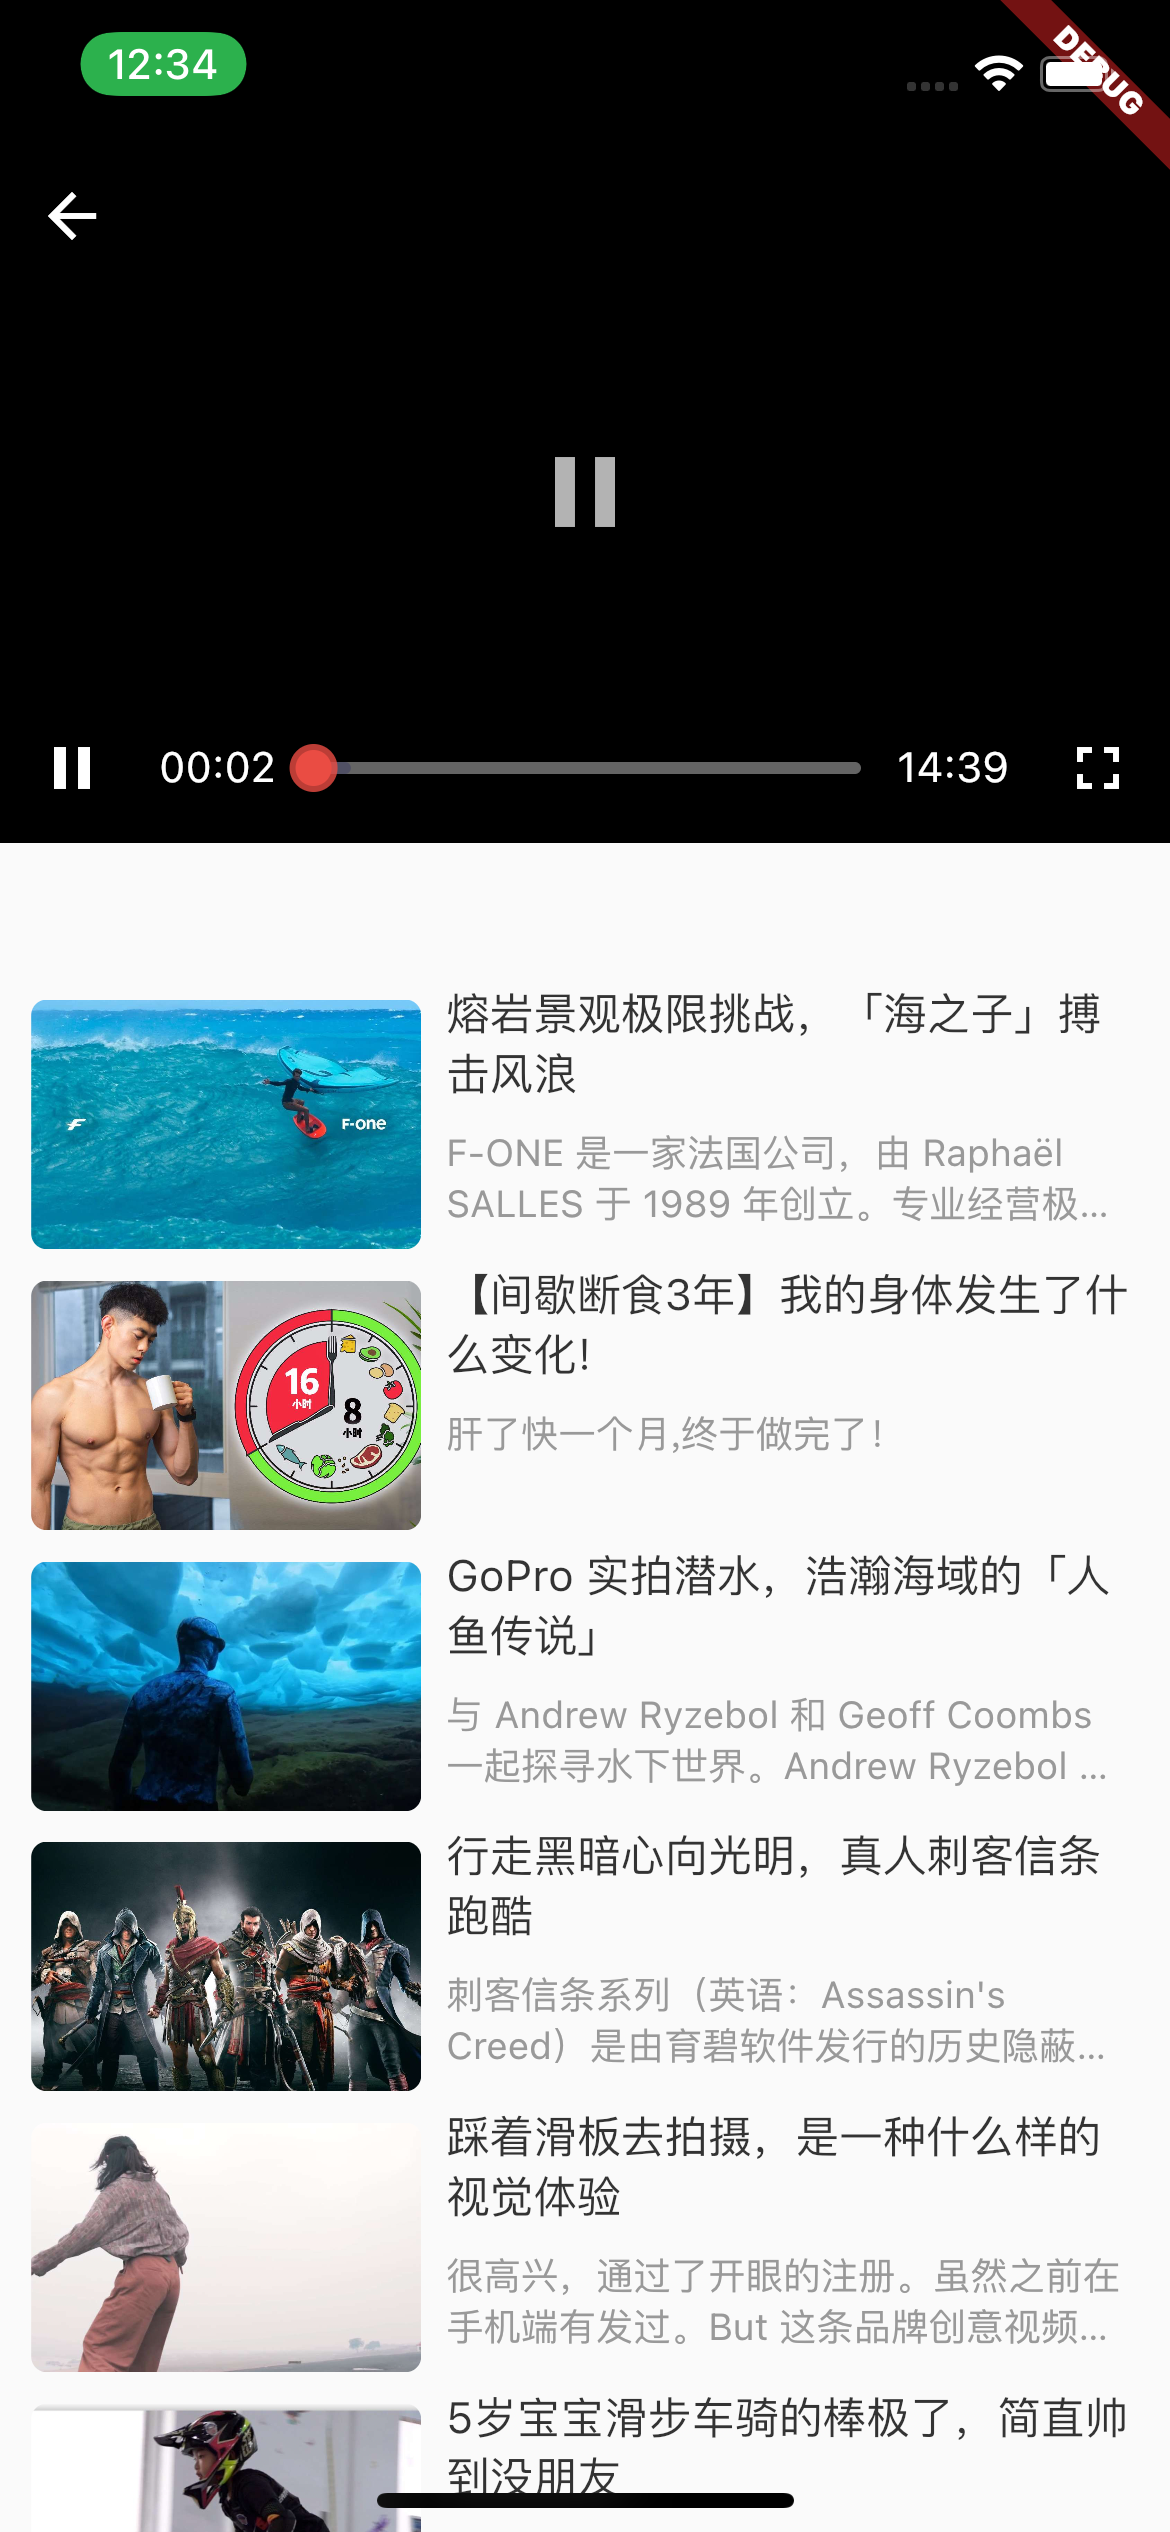 12:34
DEBUG
00:02
14:39
熔岩景观极限挑战，「海之子」搏
击风浪
F-one
F-ONE 是一家法国公司，由 Raphaël
SALLES 于 1989 年创立。专业经营极...
【间歇断食3年】我的身体发生了什
么变化!
16
小时
8
小时
肝了快一个月,终于做完了！
GoPro 实拍潜水，浩瀚海域的「人
鱼传说」
与 Andrew Ryzebol 和 Geoff Coombs
一起探寻水下世界。Andrew Ryzebol ...
行走黑暗心向光明，真人刺客信条
跑酷
刺客信条系列（英语：Assassin's
Creed）是由育碧软件发行的历史隐蔽...
踩着滑板去拍摄，是一种什么样的
视觉体验
很高兴，通过了开眼的注册。虽然之前在
手机端有发过。But 这条品牌创意视频...
5岁宝宝滑步车骑的棒极了，简直帅
到没朋友